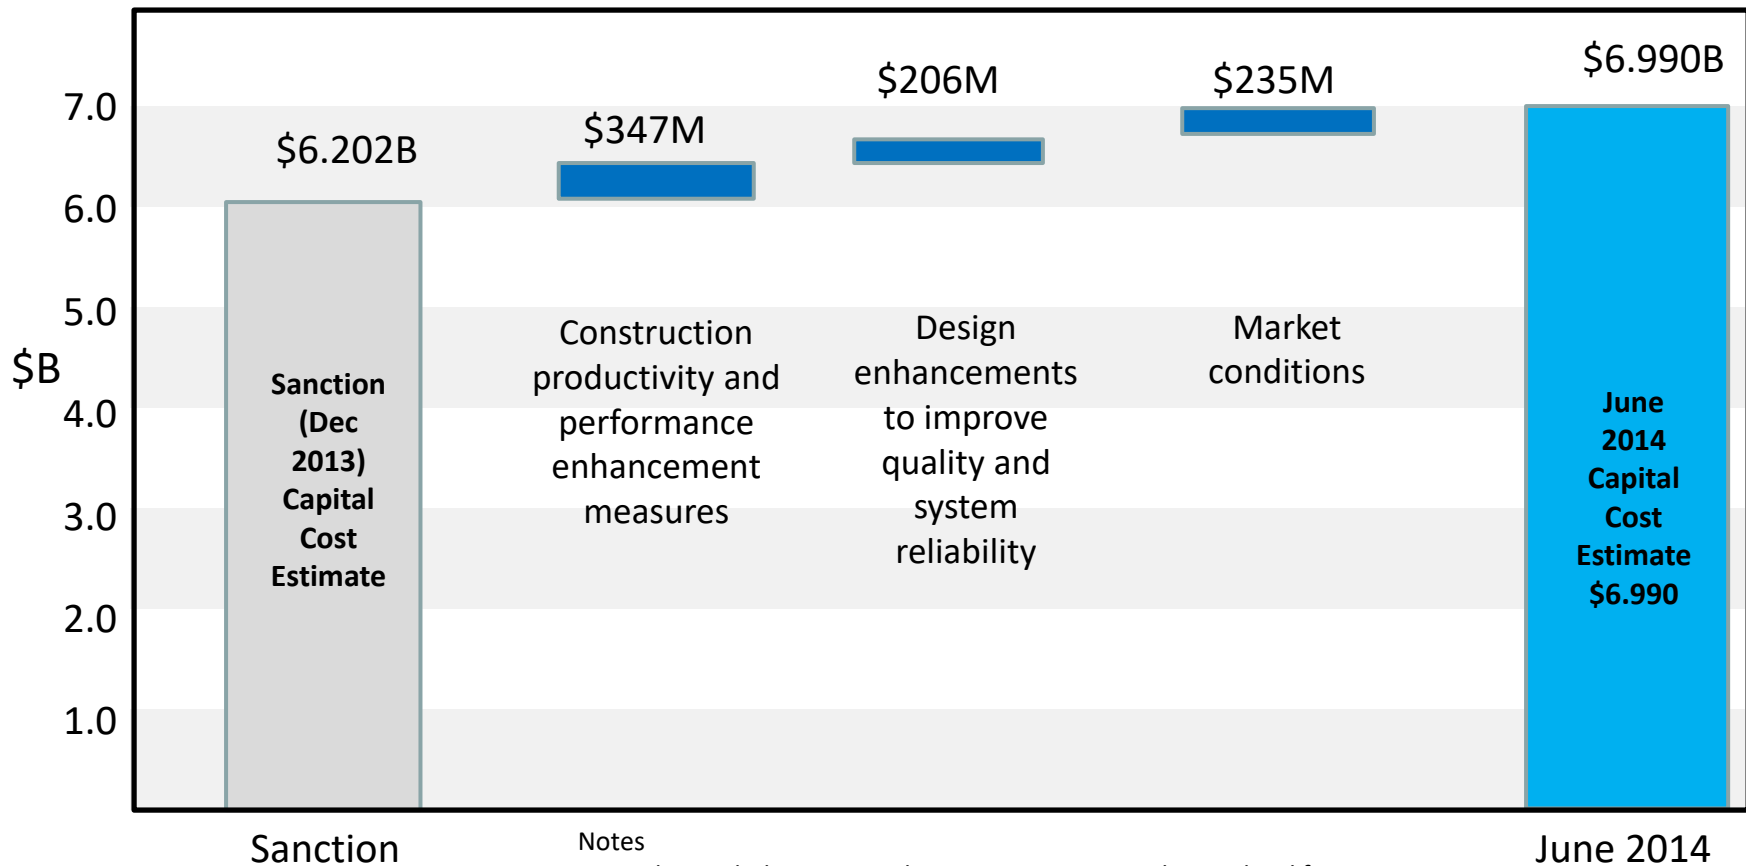 $6.990B
$206M
$235M
7.0
$347M
$6.202B
6.0
5.0
$B
4.0
3.0
2.0
1.0
Sanction
(Dec
2013)
Capital
Cost
Estimate
Construction
productivity and
performance
enhancement
measures
Design
enhancements
to improve
quality and
system
reliability
Market
conditions
June
2014
Capital
Cost
Estimate
$6.990
Sanction
Notes
June 2014